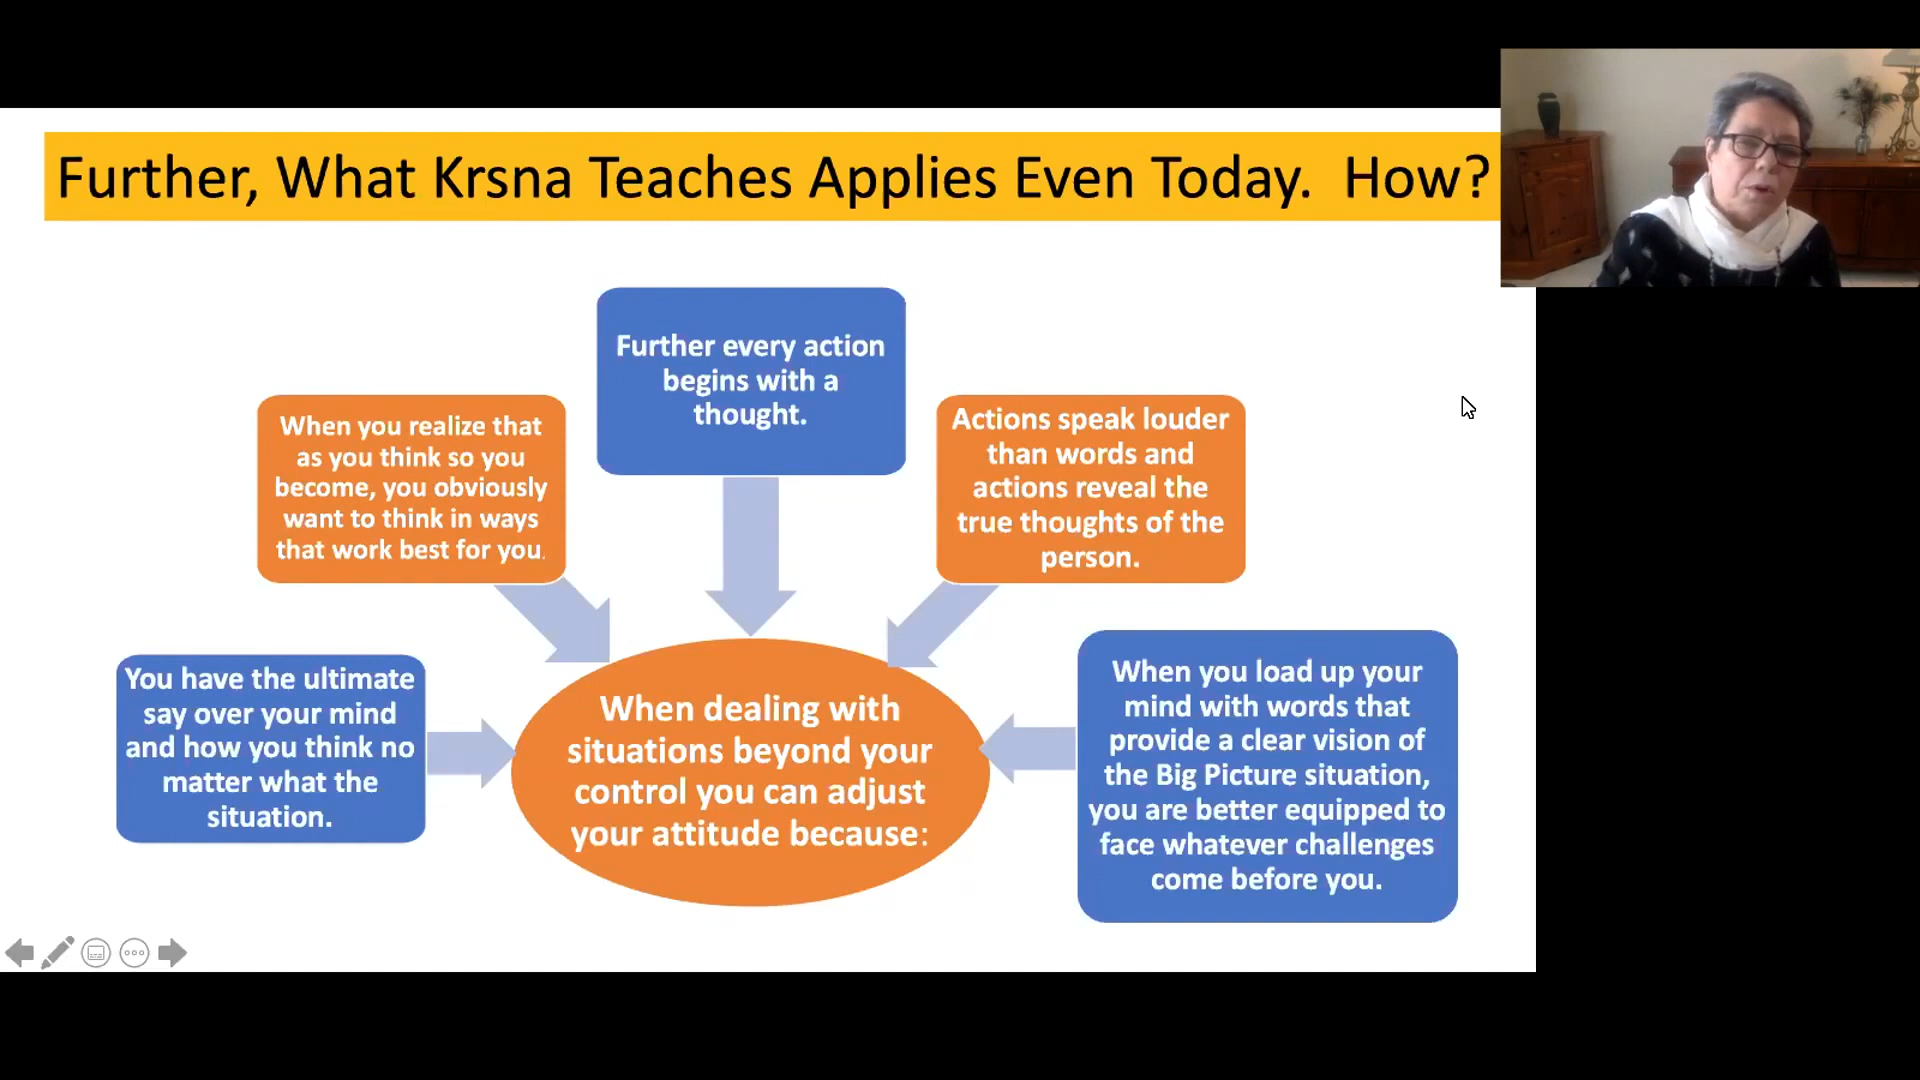 Further, What Krsna Teaches Applies Even Today. How?
You have the ultimate
say over your mind
and how you think no
matter what the
situation.
When you realize that
as you think so you
become, you obviously
want to think in ways
that work best for you.
Further every action
begins with a
thought.
Actions speak louder
than words and
actions reveal the
true thoughts of the
person.
When you load up your
mind with words that
provide a clear vision of
the Big Picture situation,
you are better equipped to
face whatever challenges
come before you.
When dealing with
situations beyond your
control you can adjust
your attitude because: